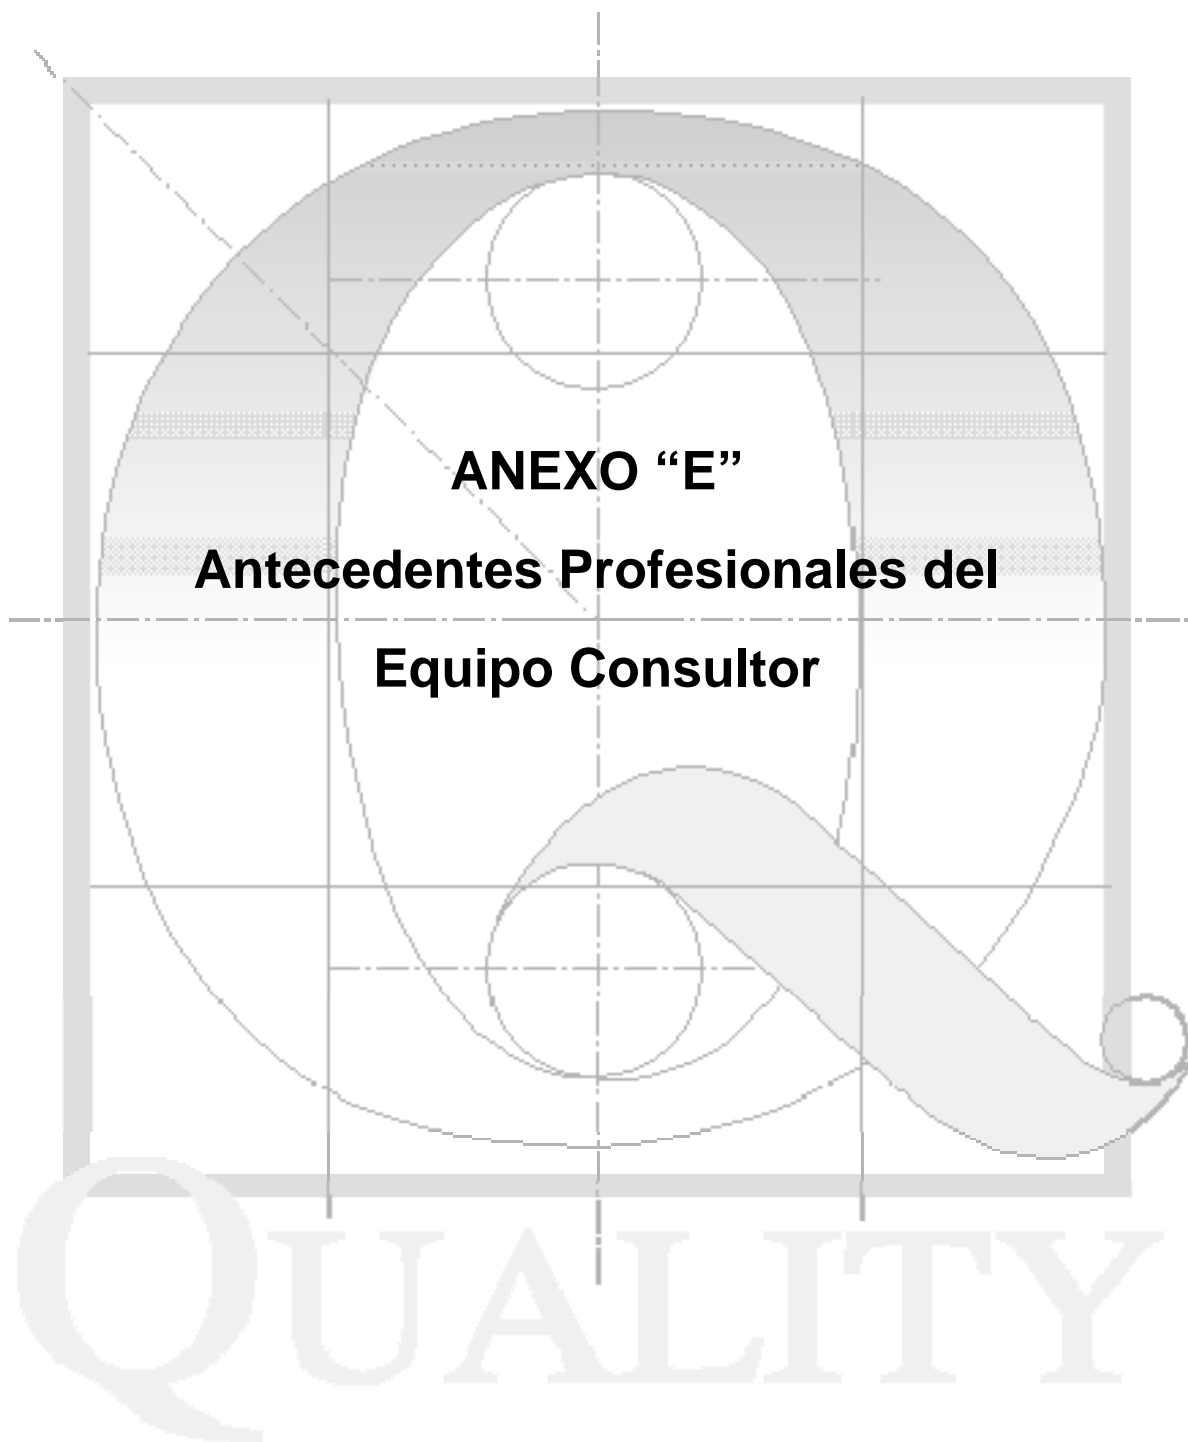 ANEXO “E”
Antecedentes Profesionales del
Equipo Consultor
QUALITY